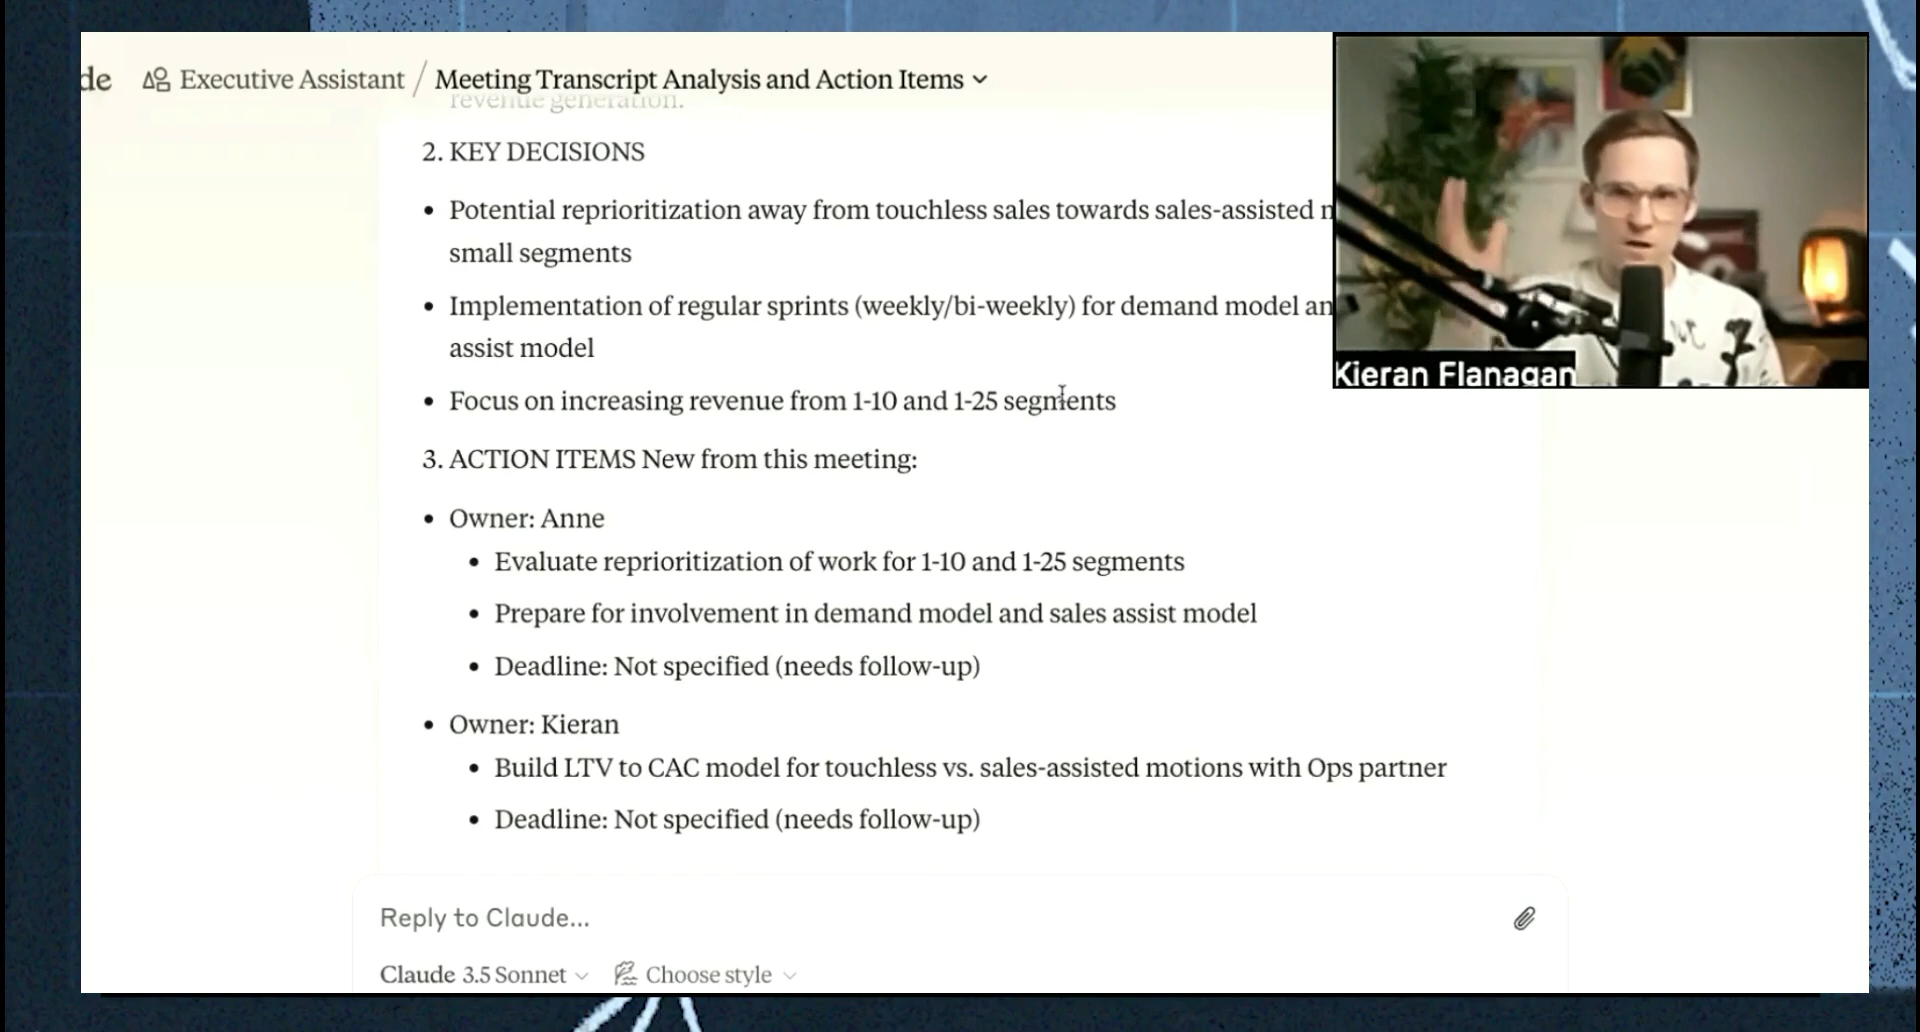 de Executive Assistant / Meeting Transcript Analysis and Action Items
revenue generation.
2. KEY DECISIONS
• Potential reprioritization away from touchless sales towards sales-assisted
small segments
• Implementation of regular sprints (weekly/bi-weekly) for demand model an
assist model
• Focus on increasing revenue from 1-10 and 1-25 segments
3. ACTION ITEMS New from this meeting:
• Owner: Anne
• Evaluate reprioritization of work for 1-10 and 1-25 segments
• Prepare for involvement in demand model and sales assist model
• Deadline: Not specified (needs follow-up)
• Owner: Kieran
• Build LTV to CAC model for touchless vs. sales-assisted motions with Ops partner
• Deadline: Not specified (needs follow-up)
Reply to Claude...
Claude 3.5 Sonnet Choose style
Kieran Flanagan